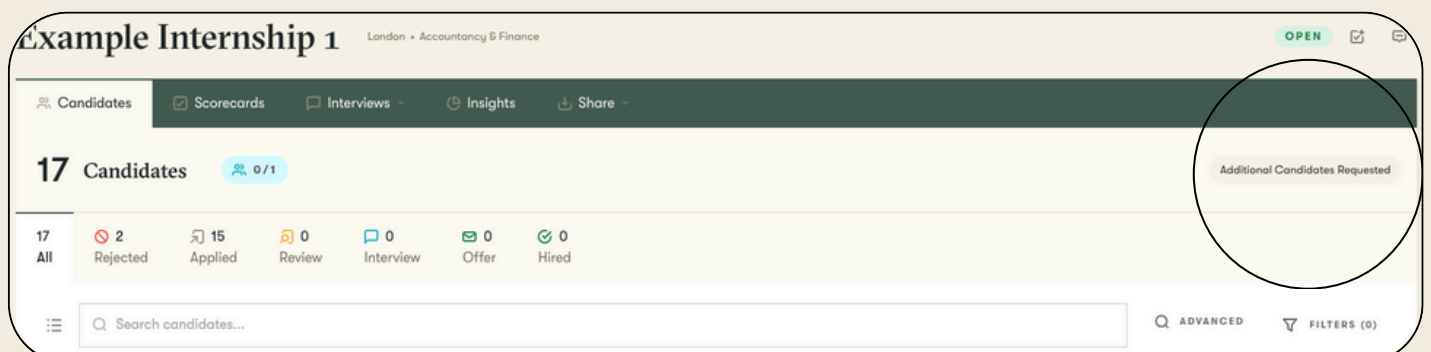 Example Internship 1
London • Accountancy & Finance
OPEN
Candidates
Scorecards
Interviews
Insights
Share
17 Candidates
0/1
Additional Candidates Requested
17
All
2
Rejected
15
Applied
0
Review
0
Interview
0
Offer
0
Hired
Search candidates...
ADVANCED
FILTERS (0)